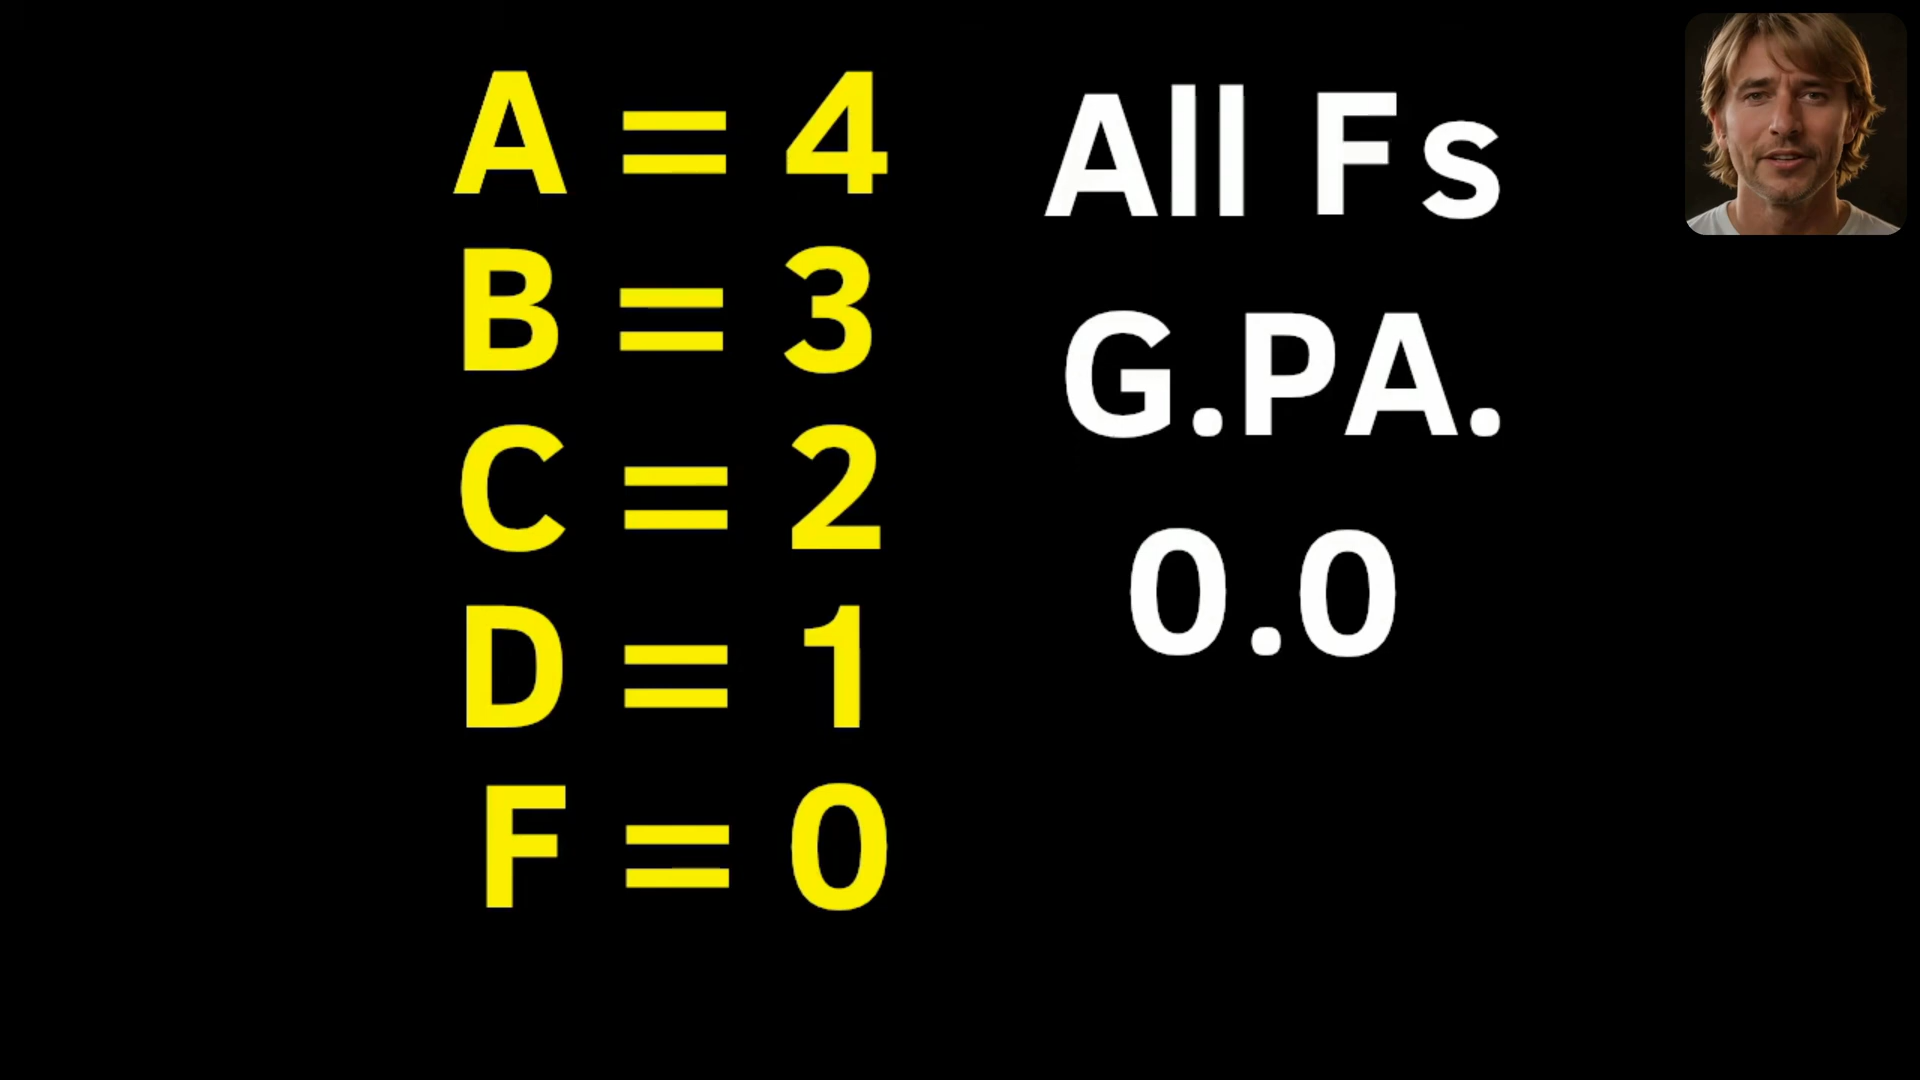 A = 4
B = 3
C = 2
D = 1
F = 0
All Fs
G.PA.
0.0